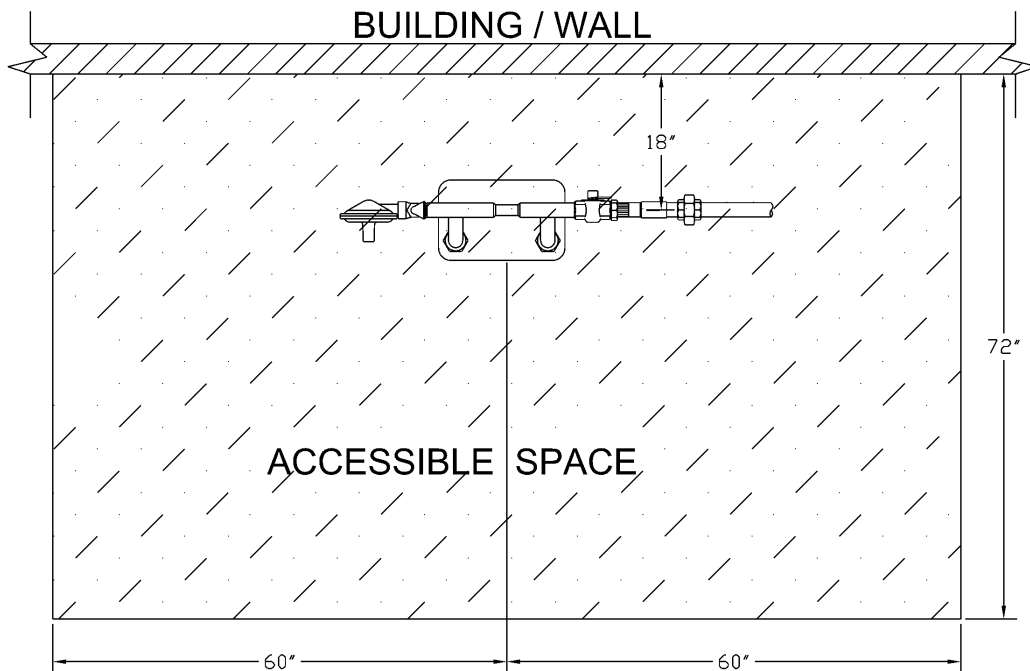 BUILDING / WALL
18"
72"
ACCESSIBLE SPACE
60"
60"